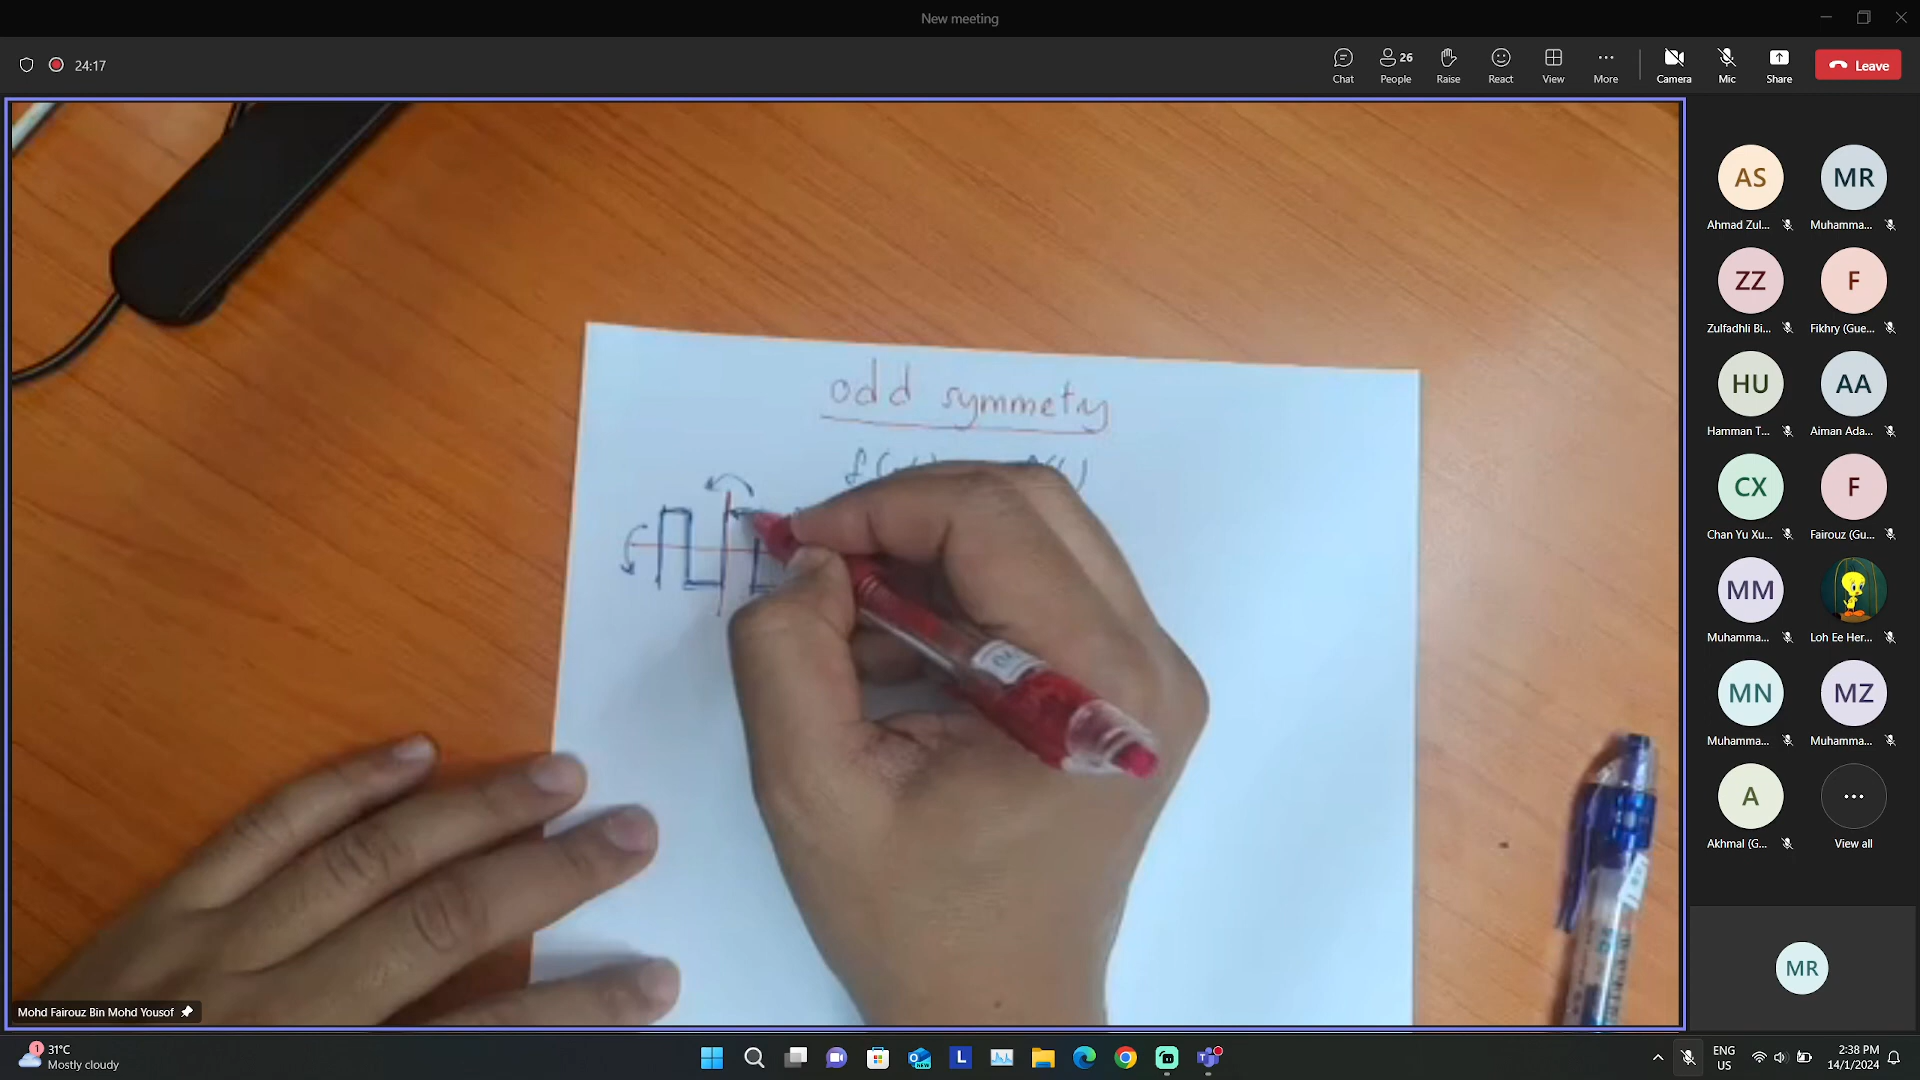 New meeting
24:17
Chat
26
People
Raise
React
View
More
Camera
Mic
Share
Leave
AS
MR
Ahmad Zul...
Muhamma...
ZZ
F
Zulfadhli Bi...
Fikhry (Gue...
HU
AA
Hamman T...
Aiman Ada...
CX
F
Chan Yu Xu...
Fairouz (Gu...
MM
Muhamma...
Loh Ee Her...
MN
MZ
Muhamma...
Muhamma...
A
Akhmal (G...
View all
MR
odd symmety
Mohd Fairouz Bin Mohd Yousof
1
31°C
Mostly cloudy
NEW
L
ENG
US
2:38 PM
14/1/2024